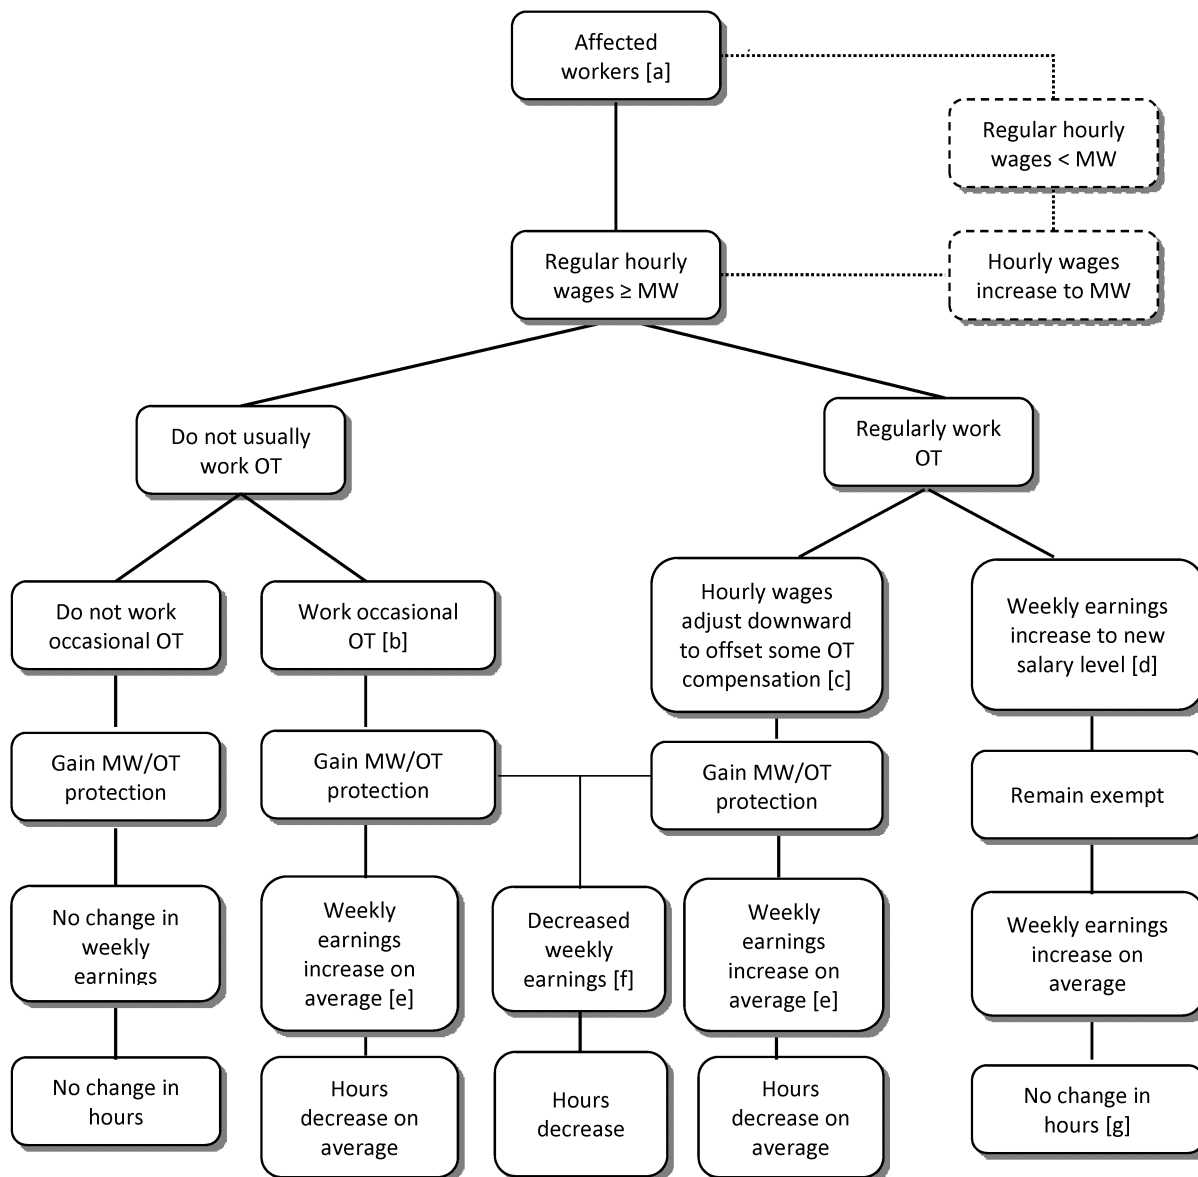 Affected
workers [a]
Regular hourly
wages < MW
Regular hourly
wages ≥ MW
Hourly wages
increase to MW
Do not usually
work OT
Regularly work
OT
Do not work
occasional OT
Work occasional
OT [b]
Hourly wages
adjust downward
to offset some OT
compensation [c]
Weekly earnings
increase to new
salary level [d]
Gain MW/OT
protection
Gain MW/OT
protection
Gain MW/OT
protection
Remain exempt
No change in
weekly
earnings
Weekly
earnings
increase on
average [e]
Decreased
weekly
earnings [f]
Weekly
earnings
increase on
average [e]
Weekly earnings
increase on
average
No change in
hours
Hours
decrease on
average
Hours
decrease
Hours
decrease on
average
No change in
hours [g]